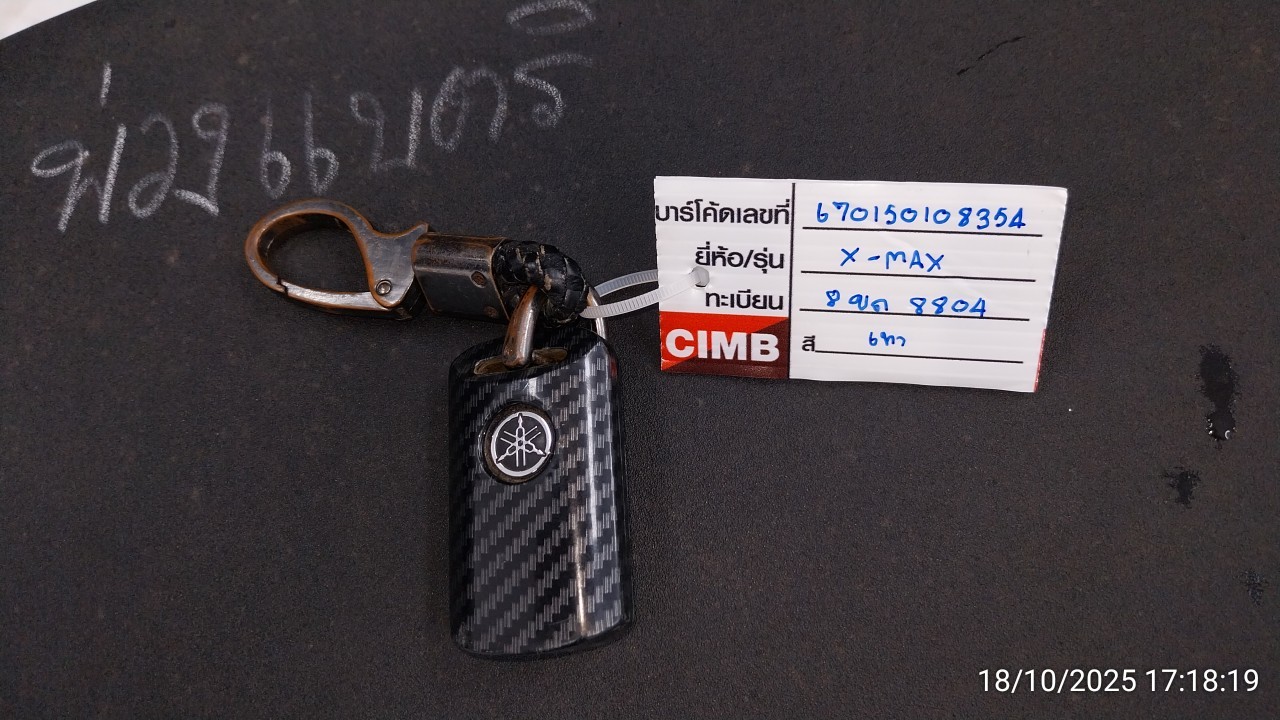 พ่วงแบตรี่
บาร์โค้ดเลขที่ 670150108354
ยี่ห้อ/รุ่น X-MAX
ทะเบียน 8ขถ 8804
CIMB สี เทา
18/10/2025 17:18:19